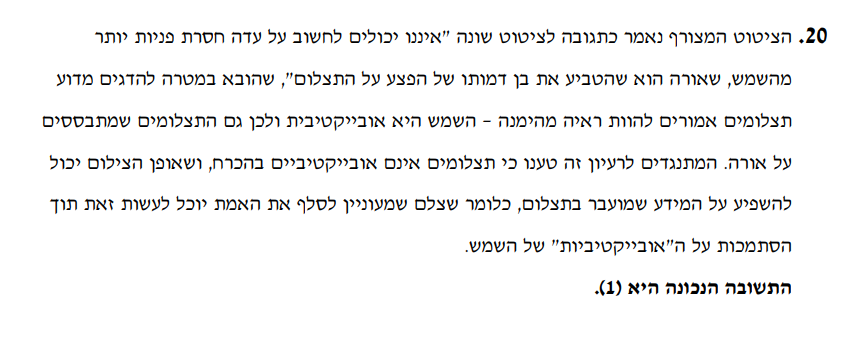 20. הציטוט המצורף נאמר כתגובה לציטוט שונה "איננו יכולים לחשוב על עדה חסרת פניות יותר
מהשמש, שאורה הוא שהטביע את בן דמותו של הפצע על התצלום", שהובא במטרה להדגים מדוע
תצלומים אמורים להוות ראיה מהימנה – השמש היא אובייקטיבית ולכן גם התצלומים שמתבססים
על אורה. המתנגדים לרעיון זה טענו כי תצלומים אינם אובייקטיביים בהכרח, ושאופן הצילום יכול
להשפיע על המידע שמועבר בתצלום, כלומר שצלם שמעוניין לסלף את האמת יוכל לעשות זאת תוך
הסתמכות על ה"אובייקטיביות" של השמש.
התשובה הנכונה היא (1).